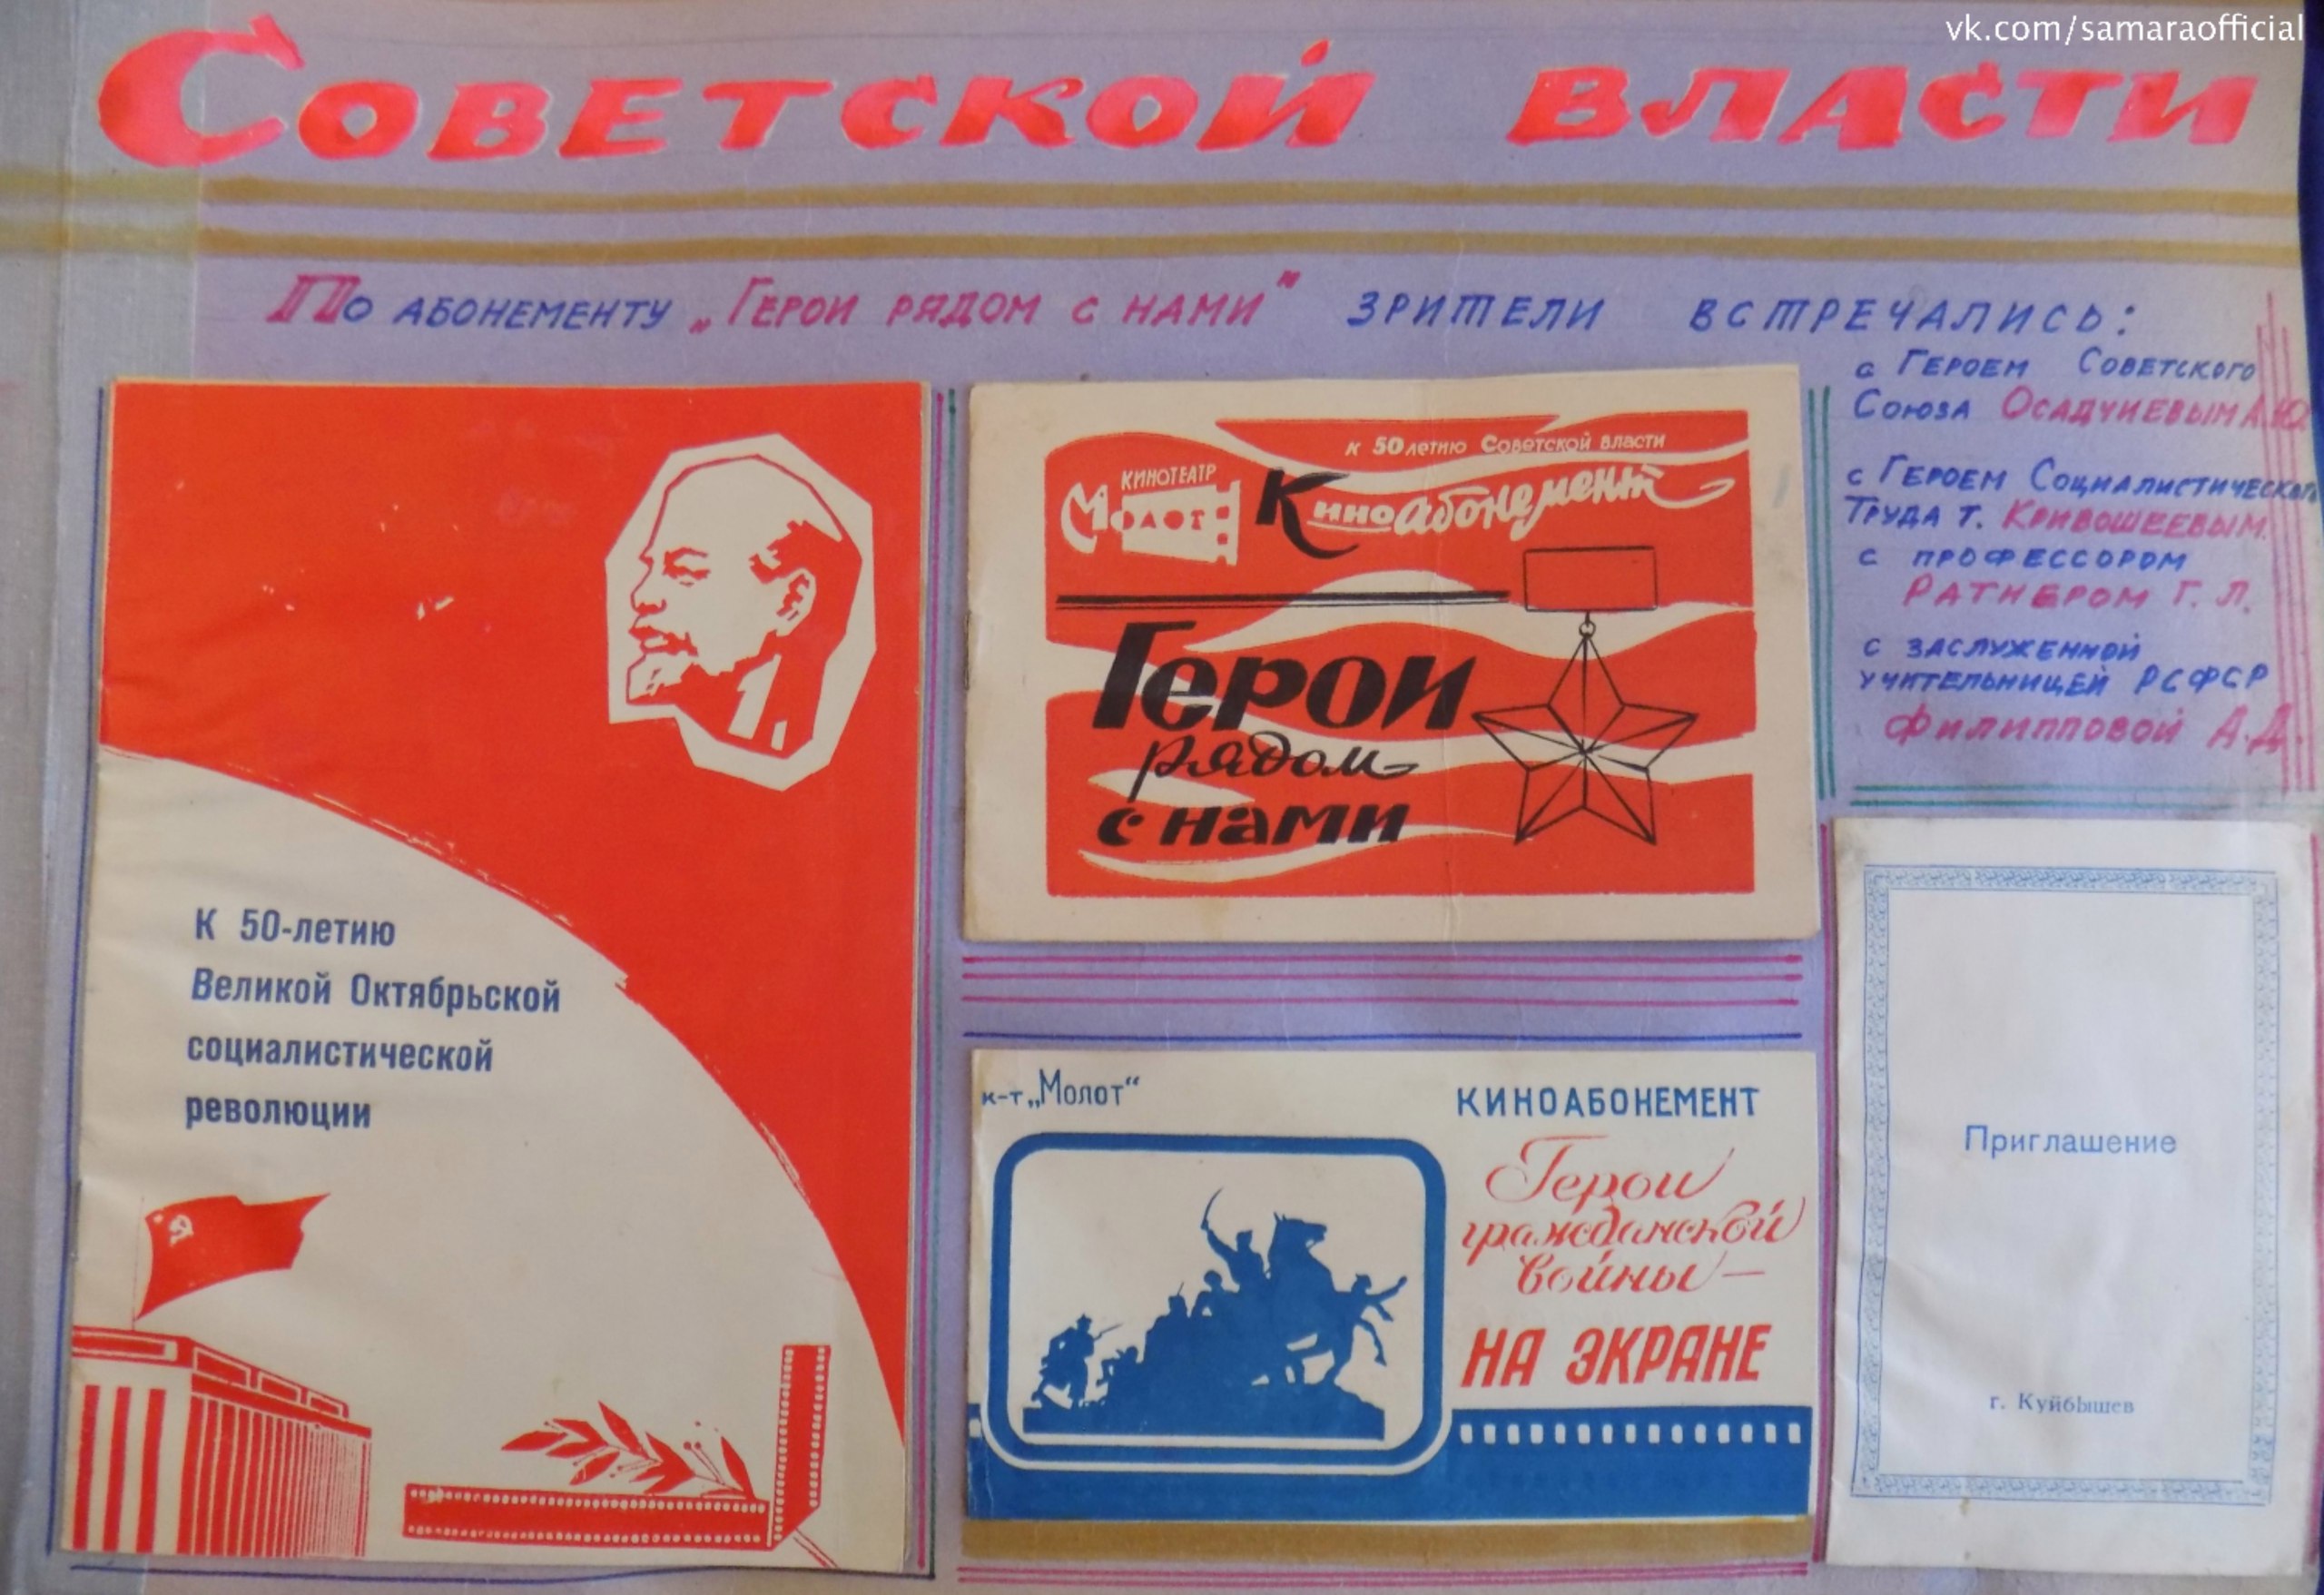 vk.com/samaraofficial
Советской власти
По абонементу „Герои рядом с нами" зрители встречались:
с Героем Советского
Союза Осадчиевым А.Ю.
с Героем Социалистического
Труда т. Кривошеевым.
с профессором
Ратнером Г. Л.
с заслуженной
учительницей РСФСР
Филипповой А.Д.
К 50-летию
Великой Октябрьской
социалистической
революции
к 50летию Советской власти
кинотеатр
Молот
Киноабонемент
Герои
рядом
с нами
к-т „Молот“
КИНОАБОНЕМЕНТ
Герои
гражданской
войны—
НА ЭКРАНЕ
Приглашение
г. Куйбышев